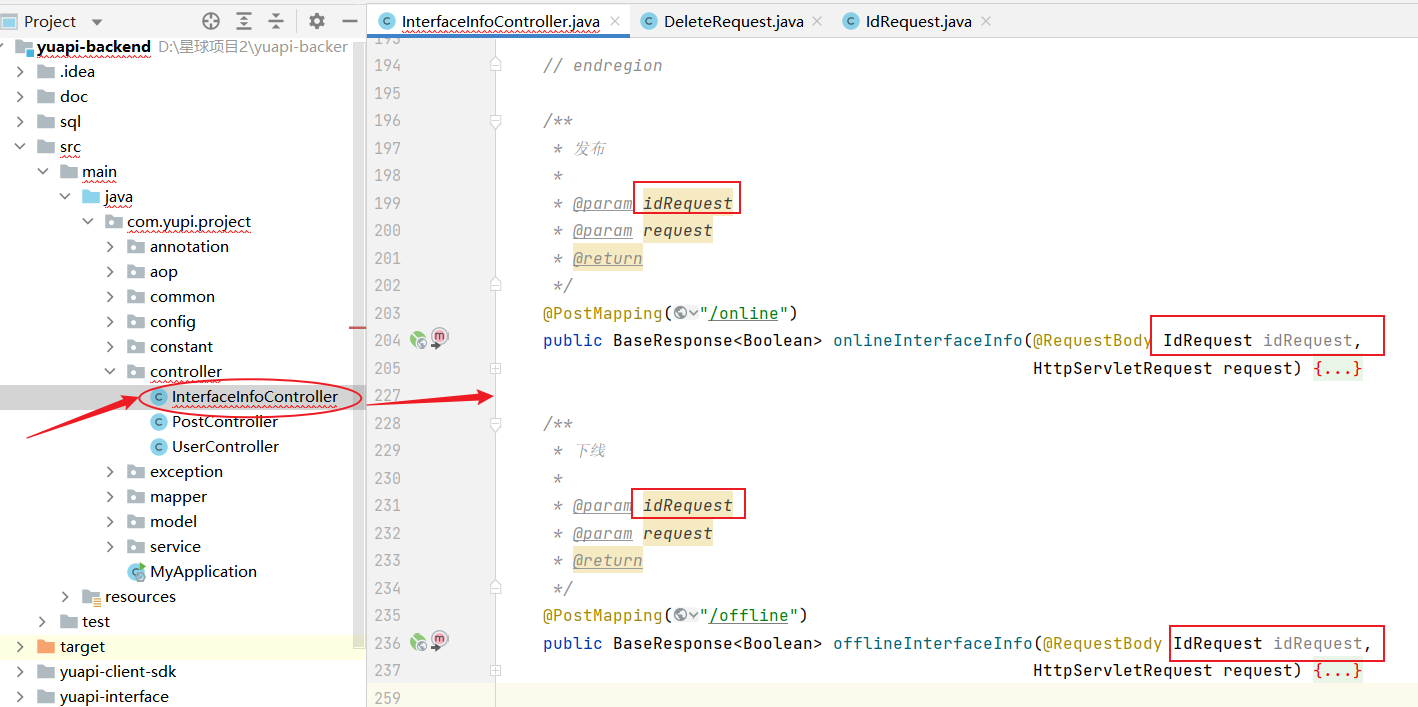 Project
InterfaceInfoController.java
DeleteRequest.java
IdRequest.java
yuapi-backend D:\星球项目2\yuapi-backer
.idea
doc
sql
src
main
java
com.yupi.project
annotation
aop
common
config
constant
controller
InterfaceInfoController
PostController
UserController
exception
mapper
model
service
MyApplication
resources
test
target
yuapi-client-sdk
yuapi-interface
193
194 // endregion
195
196 /**
197 * 发布
198 *
199 * @param idRequest
200 * @param request
201 * @return
202 */
203 @PostMapping("/online")
204 public BaseResponse<Boolean> onlineInterfaceInfo(@RequestBody IdRequest idRequest,
205 HttpServletRequest request) {...}
227
228 /**
229 * 下线
230 *
231 * @param idRequest
232 * @param request
233 * @return
234 */
235 @PostMapping("/offline")
236 public BaseResponse<Boolean> offlineInterfaceInfo(@RequestBody IdRequest idRequest,
237 HttpServletRequest request) {...}
259